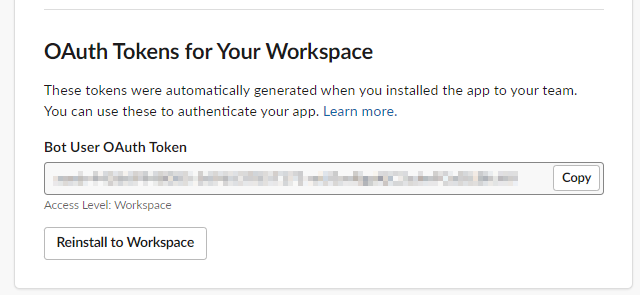 OAuth Tokens for Your Workspace
These tokens were automatically generated when you installed the app to your team.
You can use these to authenticate your app. Learn more.
Bot User OAuth Token
Copy
Access Level: Workspace
Reinstall to Workspace